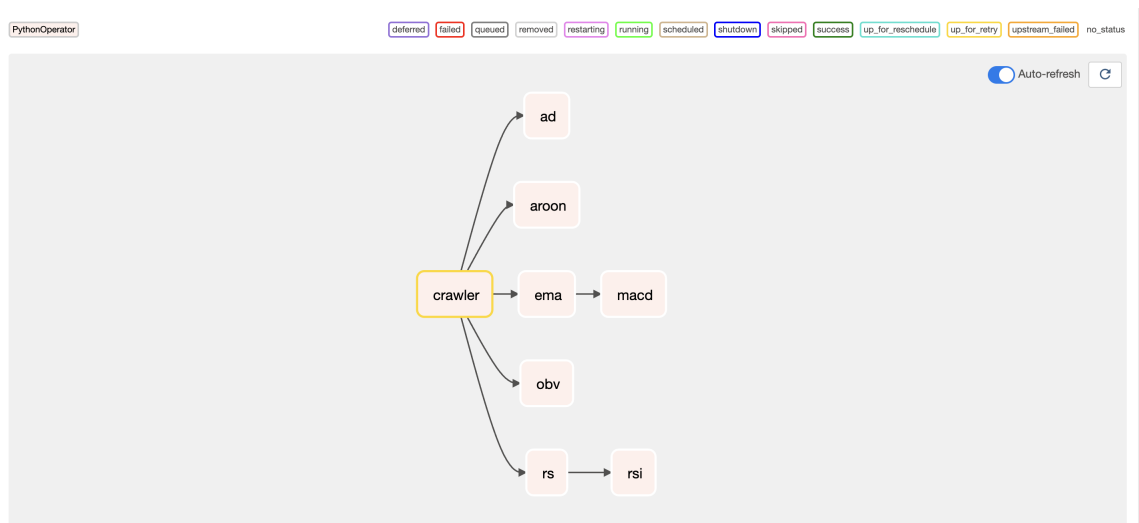 PythonOperator deferred failed queued removed restarting running scheduled shutdown skipped success up_for_reschedule up_for_retry upstream_failed no_status
Auto-refresh
ad
aroon
crawler ema macd
obv
rs rsi